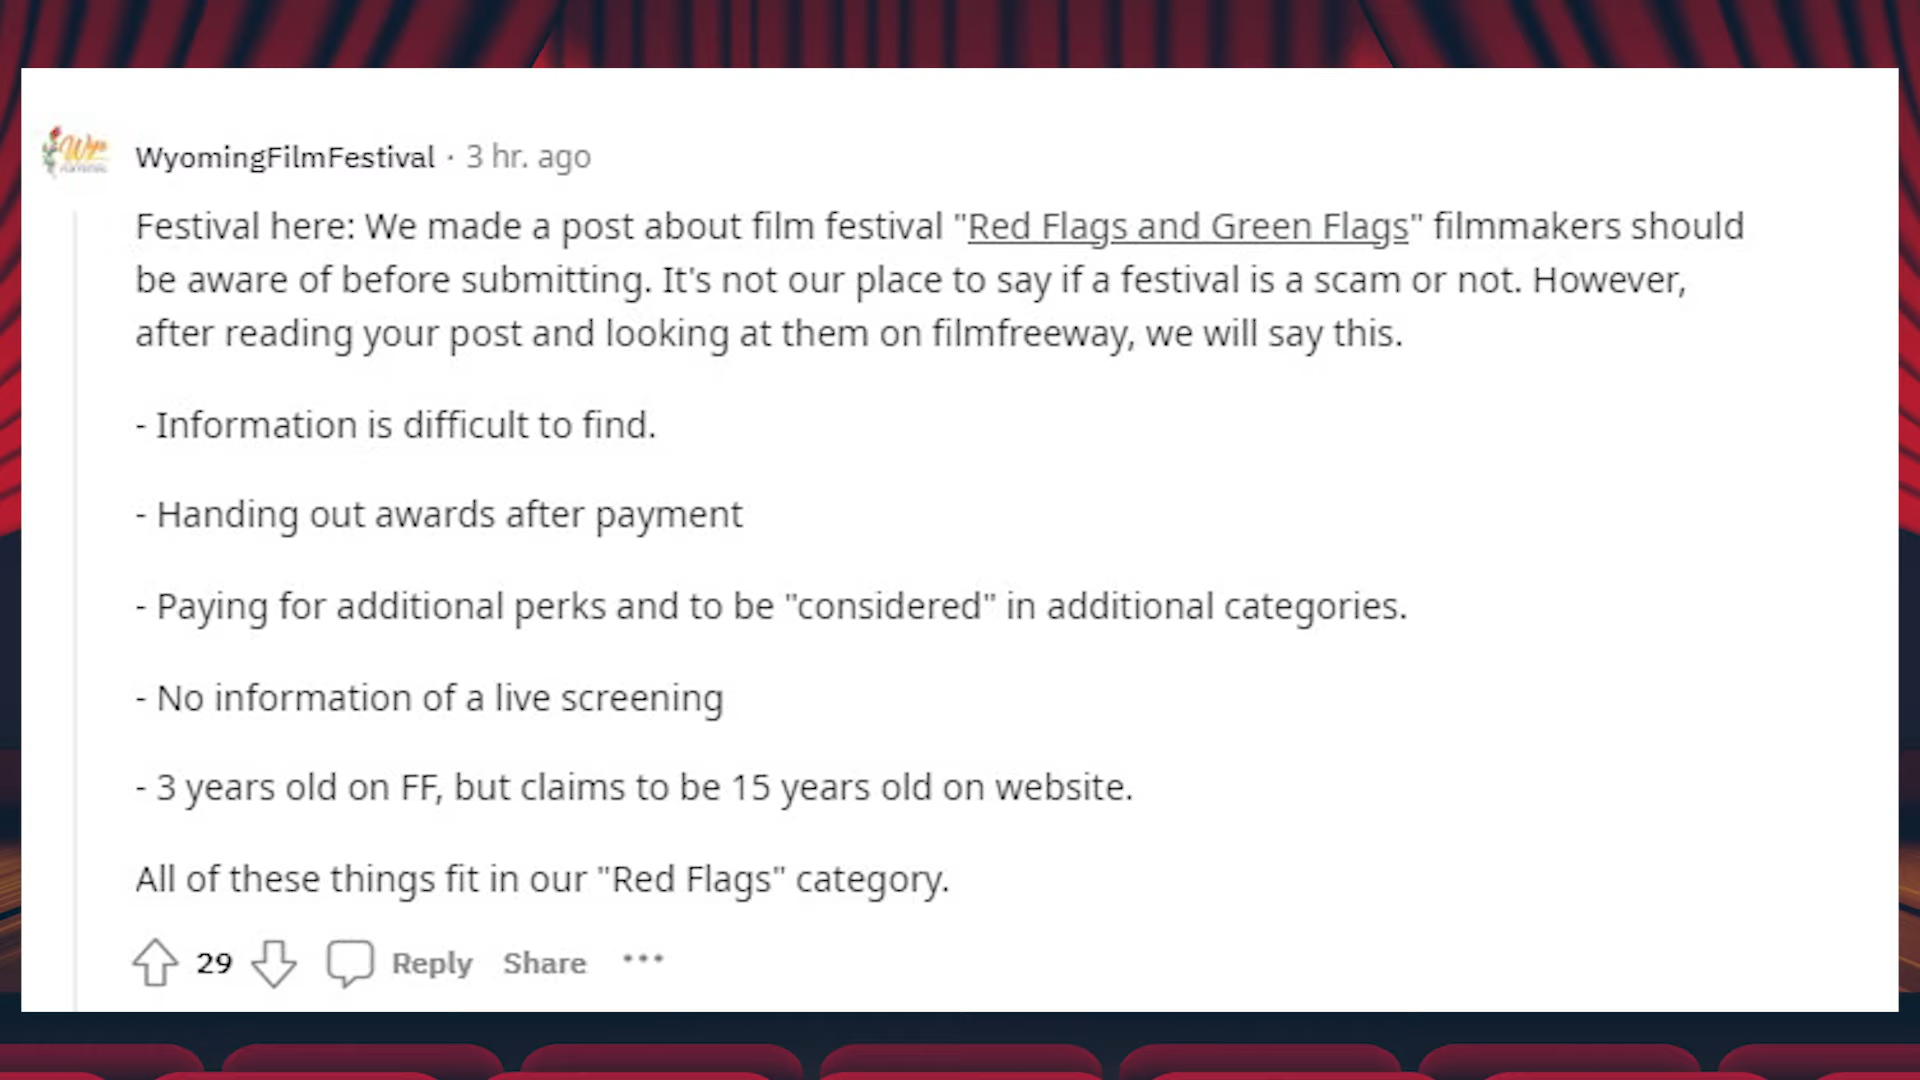 WyomingFilmFestival · 3 hr. ago
Festival here: We made a post about film festival "Red Flags and Green Flags" filmmakers should
be aware of before submitting. It's not our place to say if a festival is a scam or not. However,
after reading your post and looking at them on filmfreeway, we will say this.
- Information is difficult to find.
- Handing out awards after payment
- Paying for additional perks and to be "considered" in additional categories.
- No information of a live screening
- 3 years old on FF, but claims to be 15 years old on website.
All of these things fit in our "Red Flags" category.
29 Reply Share ...